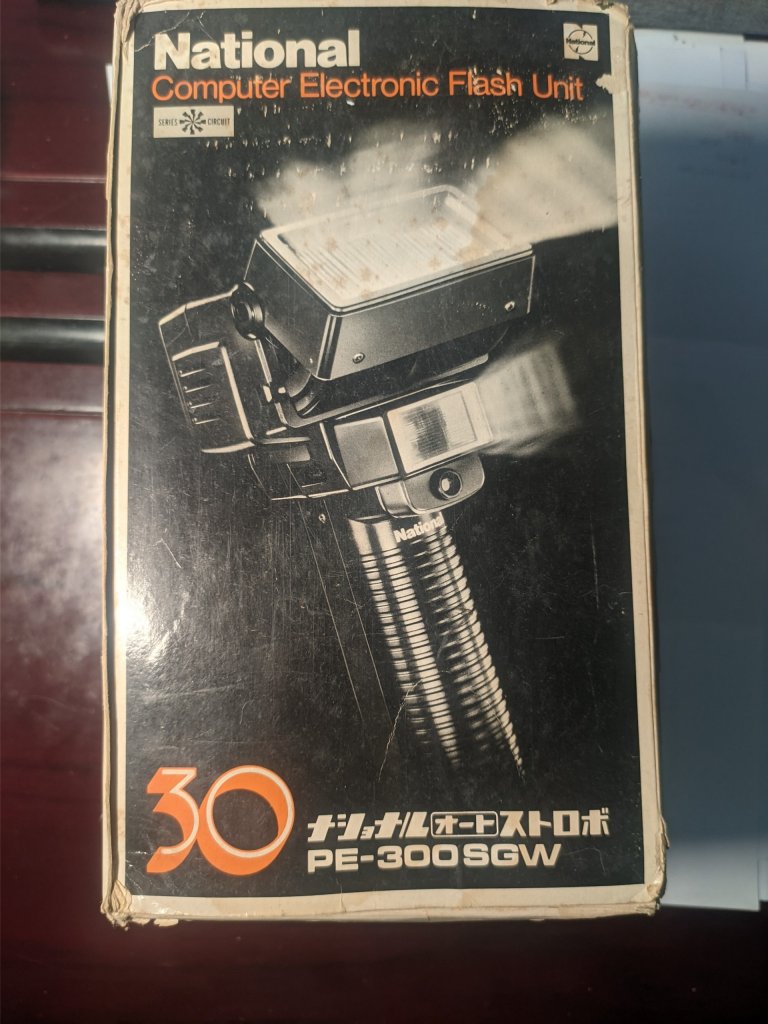 National
National
Computer Electronic Flash Unit
SERIES CIRCUIT
National
30
ナショナルオートストロボ
PE-300SGW